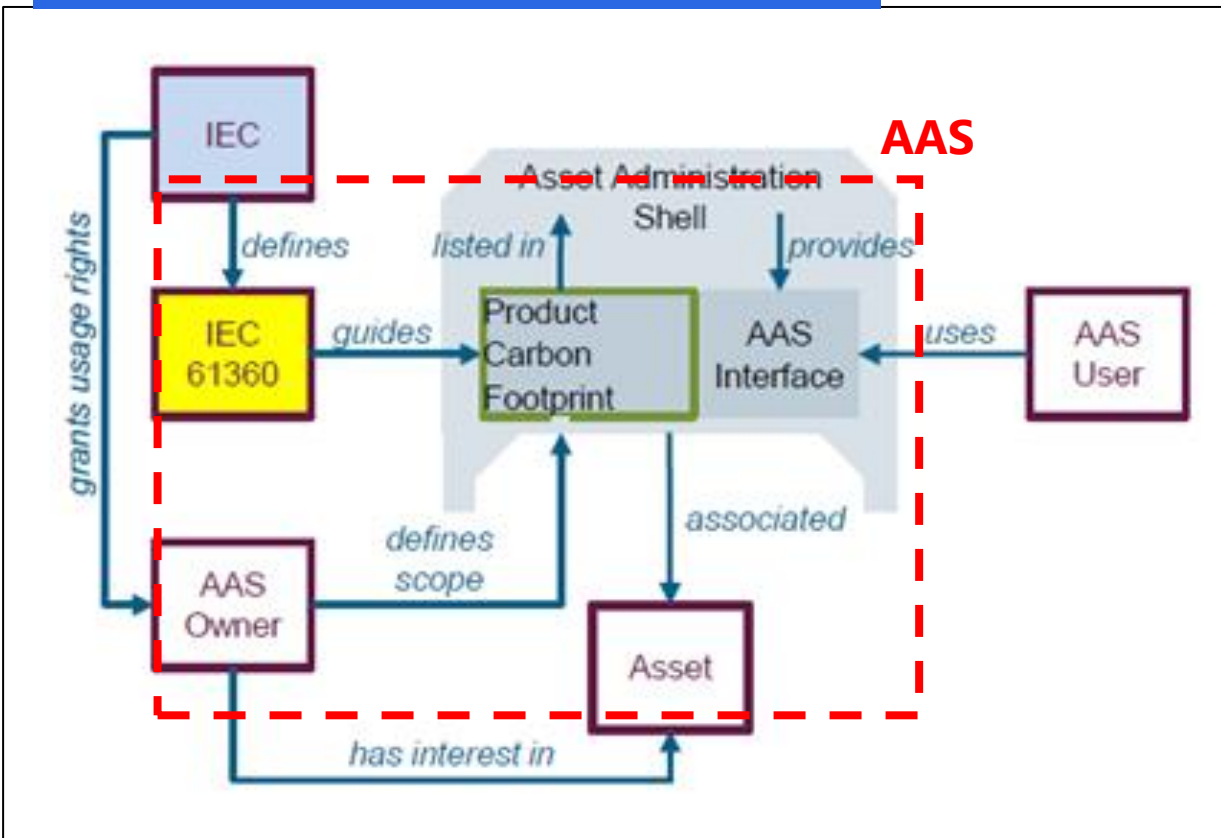 IEC
AAS
Asset Administration
Shell
grants usage rights
defines
listed in
provides
IEC
61360
guides
Product
Carbon
Footprint
AAS
Interface
uses
AAS
User
associated
defines
scope
AAS
Owner
Asset
has interest in